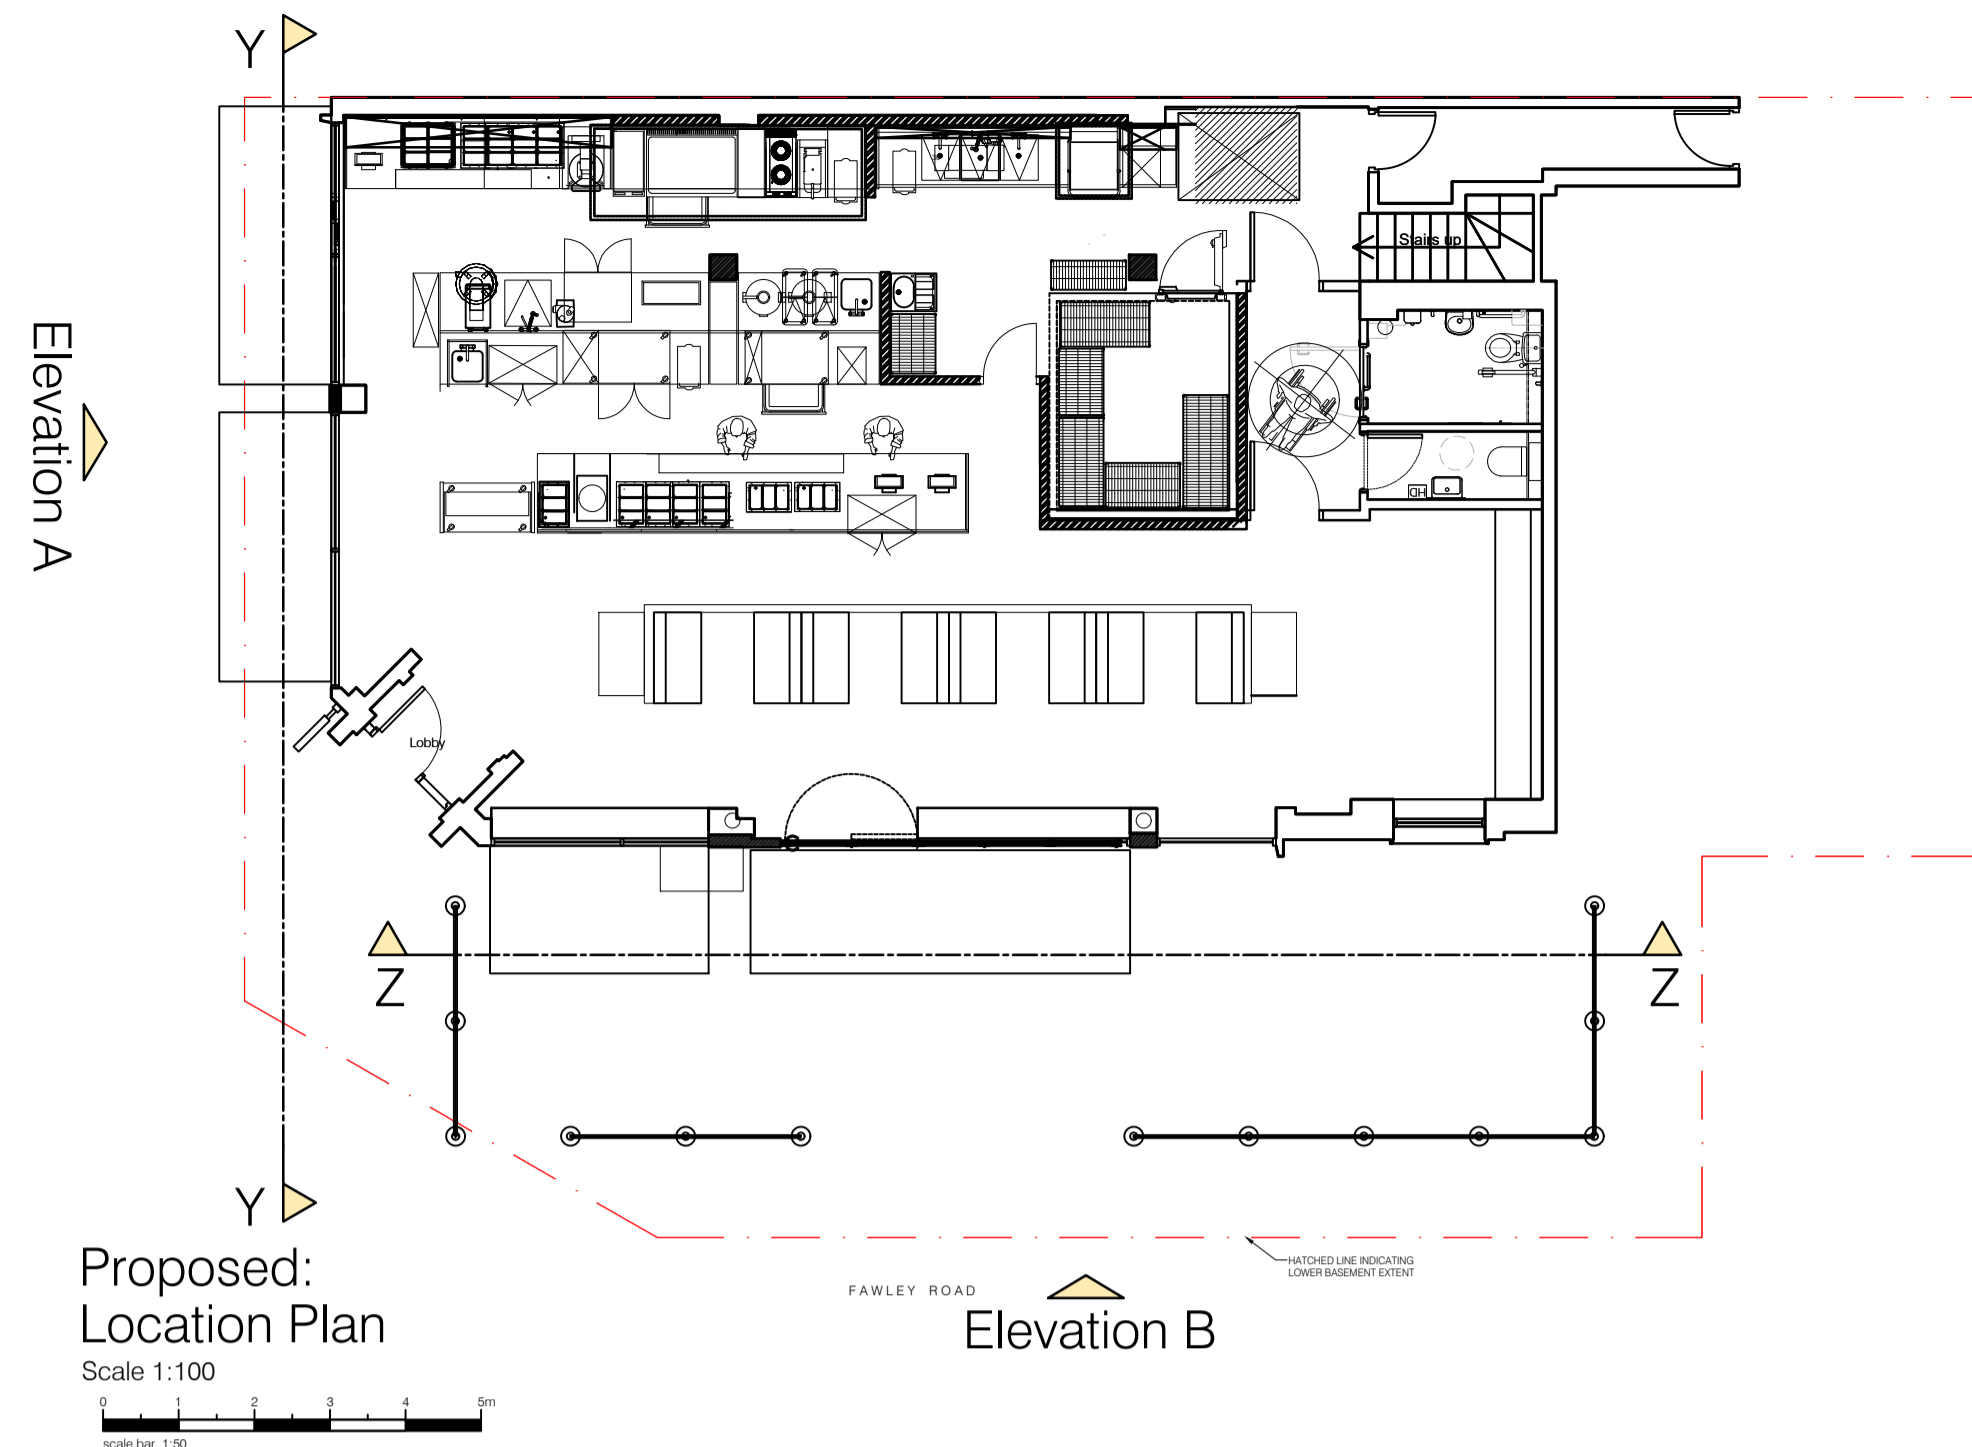 Y
Elevation A
Stairs up
HD
Lobby
Z
Z
Y
Proposed:
Location Plan
Scale 1:100
0 1 2 3 4 5m
scale bar 1:50
FAWLEY ROAD
HATCHED LINE INDICATING
LOWER BASEMENT EXTENT
Elevation B